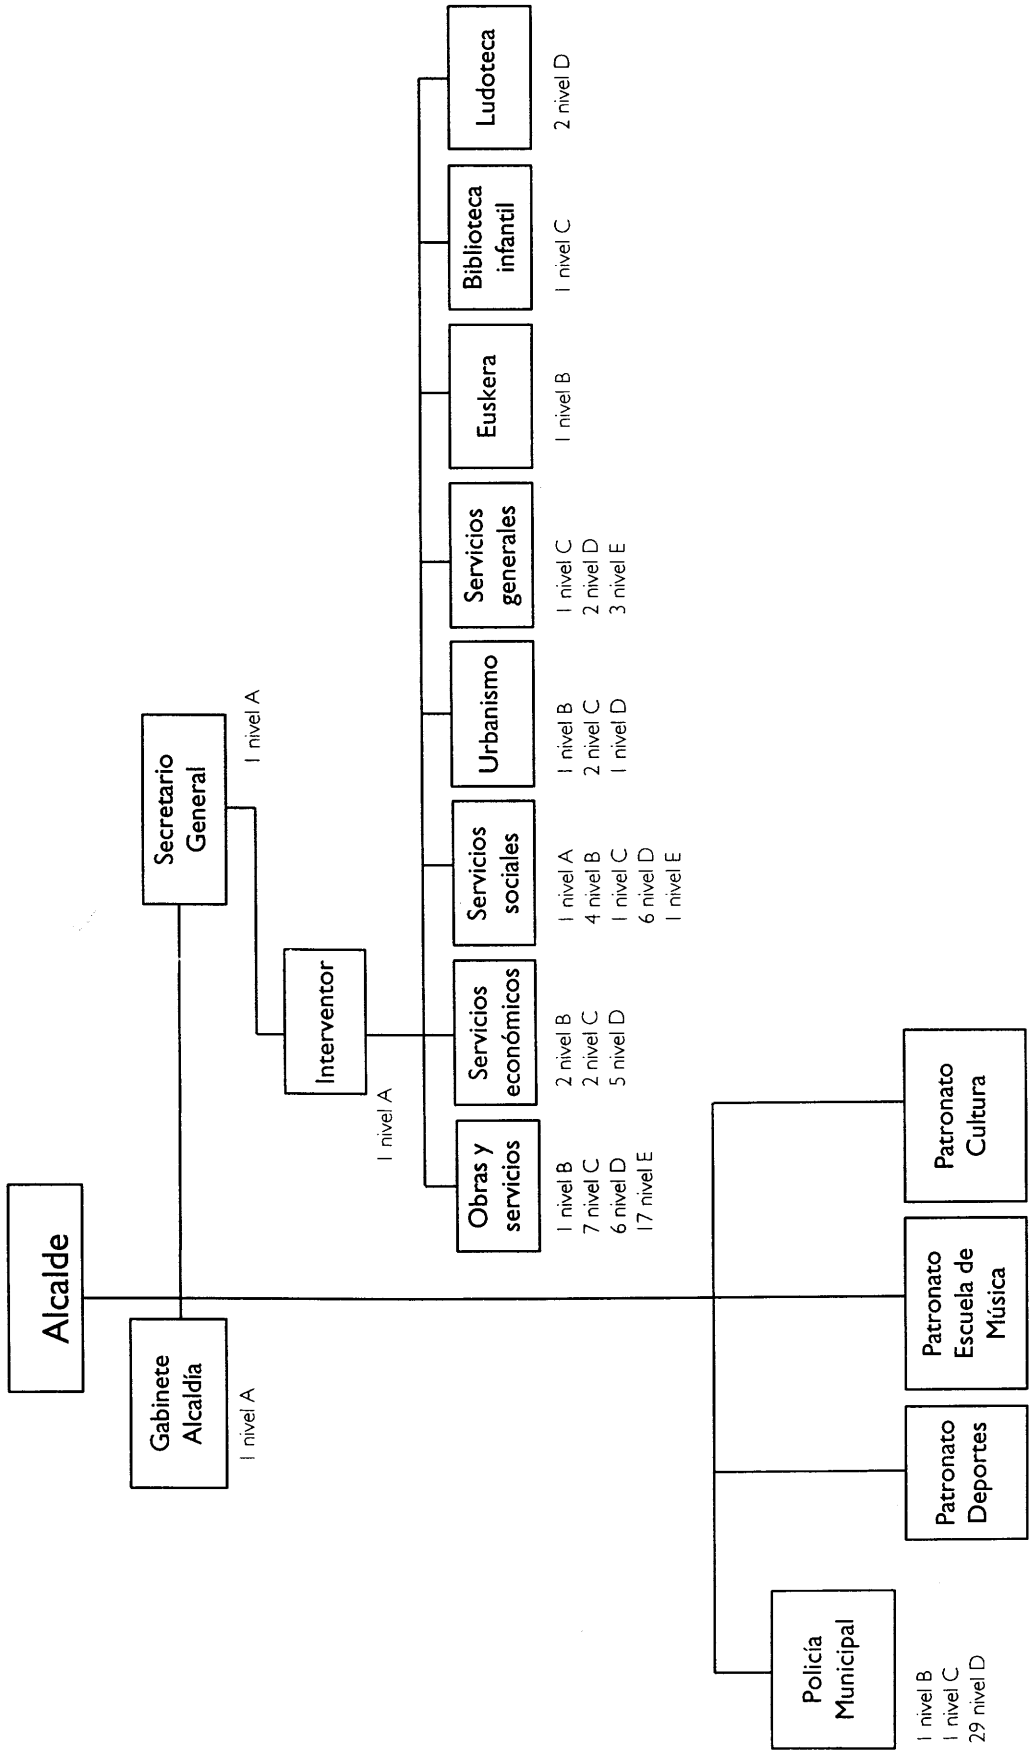 Alcalde
Gabinete
Alcaldía
1 nivel A
Secretario
General
1 nivel A
Interventor
1 nivel A
Obras y
servicios
1 nivel B
7 nivel C
6 nivel D
17 nivel E
Servicios
económicos
2 nivel B
2 nivel C
5 nivel D
Servicios
sociales
1 nivel A
4 nivel B
1 nivel C
6 nivel D
1 nivel E
Urbanismo
1 nivel B
2 nivel C
1 nivel D
Servicios
generales
1 nivel C
2 nivel D
3 nivel E
Euskera
1 nivel B
Biblioteca
infantil
1 nivel C
Ludoteca
2 nivel D
Policía
Municipal
1 nivel B
1 nivel C
29 nivel D
Patronato
Deportes
Patronato
Escuela de
Música
Patronato
Cultura